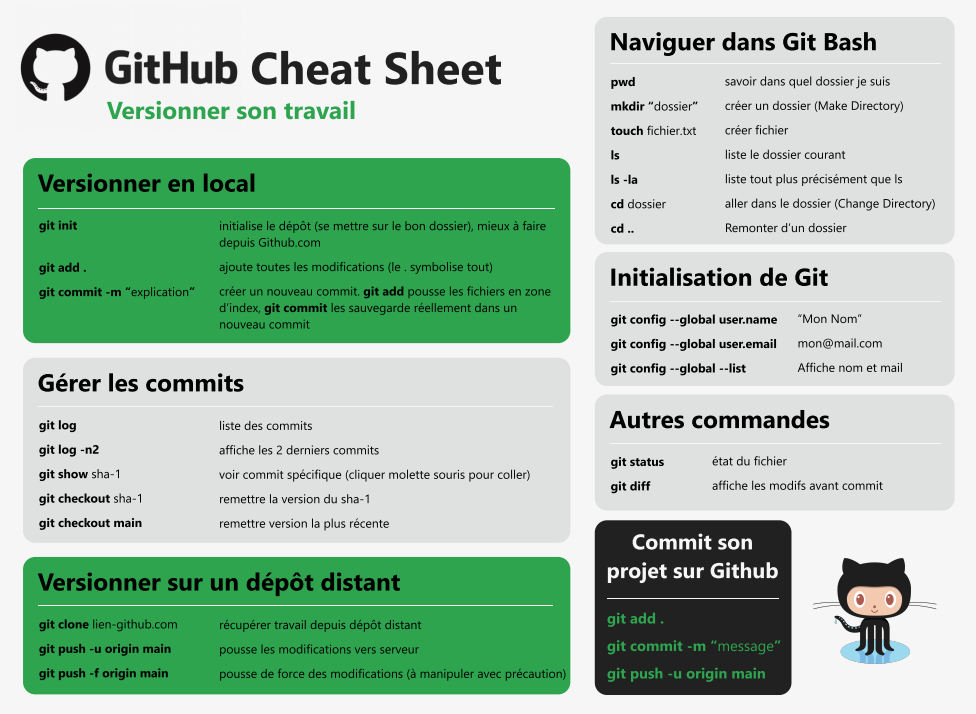 GitHub Cheat Sheet
Versionner son travail
Versionner en local
git init initialise le dépôt (se mettre sur le bon dossier), mieux à faire
depuis Github.com
git add . ajoute toutes les modifications (le . symbolise tout)
git commit -m “explication“ créer un nouveau commit. git add pousse les fichiers en zone
d’index, git commit les sauvegarde réellement dans un
nouveau commit
Gérer les commits
git log liste des commits
git log -n2 affiche les 2 derniers commits
git show sha-1 voir commit spécifique (cliquer molette souris pour coller)
git checkout sha-1 remettre la version du sha-1
git checkout main remettre version la plus récente
Versionner sur un dépôt distant
git clone lien-github.com récupérer travail depuis dépôt distant
git push -u origin main pousse les modifications vers serveur
git push -f origin main pousse de force des modifications (à manipuler avec précaution)
Naviguer dans Git Bash
pwd savoir dans quel dossier je suis
mkdir “dossier” créer un dossier (Make Directory)
touch fichier.txt créer fichier
ls liste le dossier courant
ls -la liste tout plus précisément que ls
cd dossier aller dans le dossier (Change Directory)
cd .. Remonter d’un dossier
Initialisation de Git
git config --global user.name “Mon Nom”
git config --global user.email mon@mail.com
git config --global --list Affiche nom et mail
Autres commandes
git status état du fichier
git diff affiche les modifs avant commit
Commit son
projet sur Github
git add .
git commit -m “message”
git push -u origin main